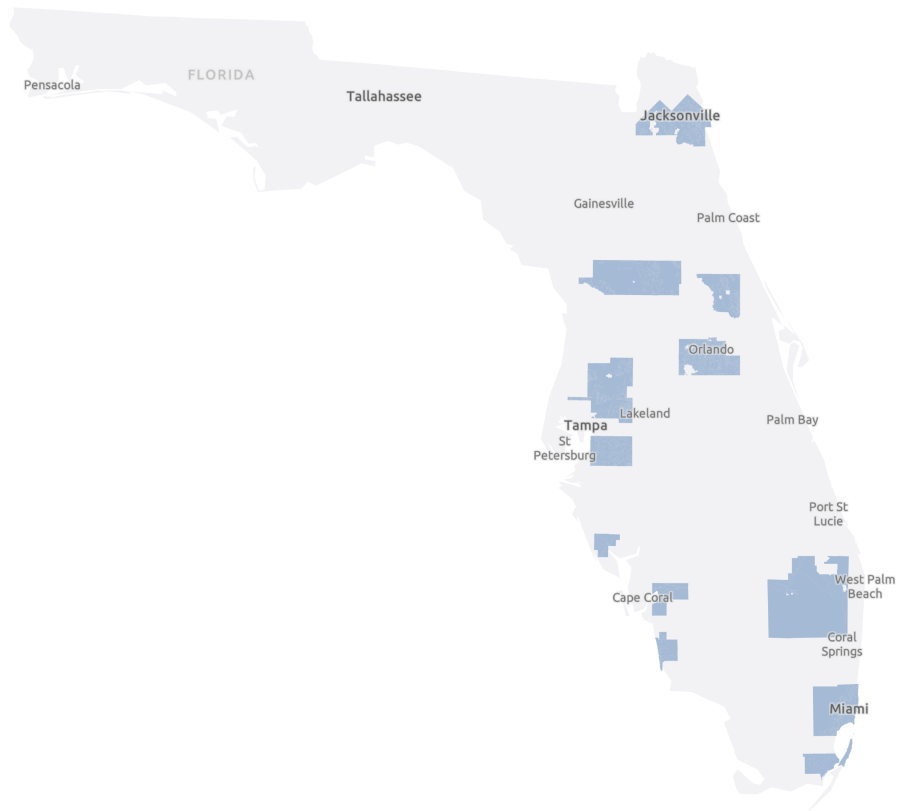 FLORIDA
Pensacola
Tallahassee
Jacksonville
Gainesville
Palm Coast
Orlando
Lakeland
Tampa
St
Petersburg
Palm Bay
Port St
Lucie
Cape Coral
West Palm
Beach
Coral
Springs
Miami